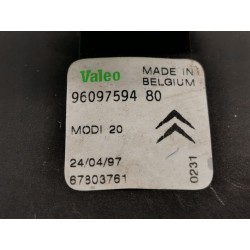 Valeo
MADE IN
BELGIUM
96097594 80
MODI 20
24/04/97
67803761
0231